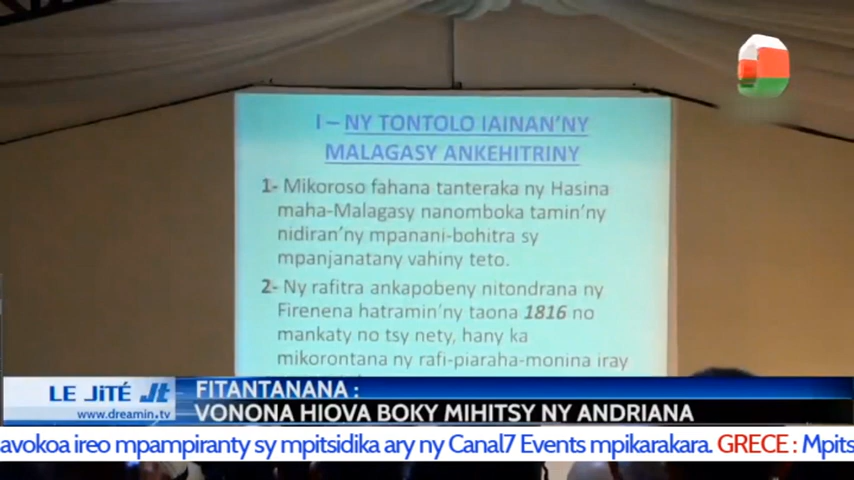 I – NY TONTOLO IAINAN'NY
MALAGASY ANKEHITRINY
1- Mikoroso fahana tanteraka ny Hasina
maha-Malagasy nanomboka tamin'ny
nidiran'ny mpanani-bohitra sy
mpanjanatany vahiny teto.
2- Ny rafitra ankapobeny nitondrana ny
Firenena hatramin'ny taona 1816 no
mankaty no tsy nety, hany ka
mikorontana ny rafi-piaraha-monina iray
LE JiTÉ Jt
www.dreamin.tv
FITANTANANA :
VONONA HIOVA BOKY MIHITSY NY ANDRIANA
avokoa ireo mpampiranty sy mpitsidika ary ny Canal7 Events mpikarakara. GRECE : Mpits